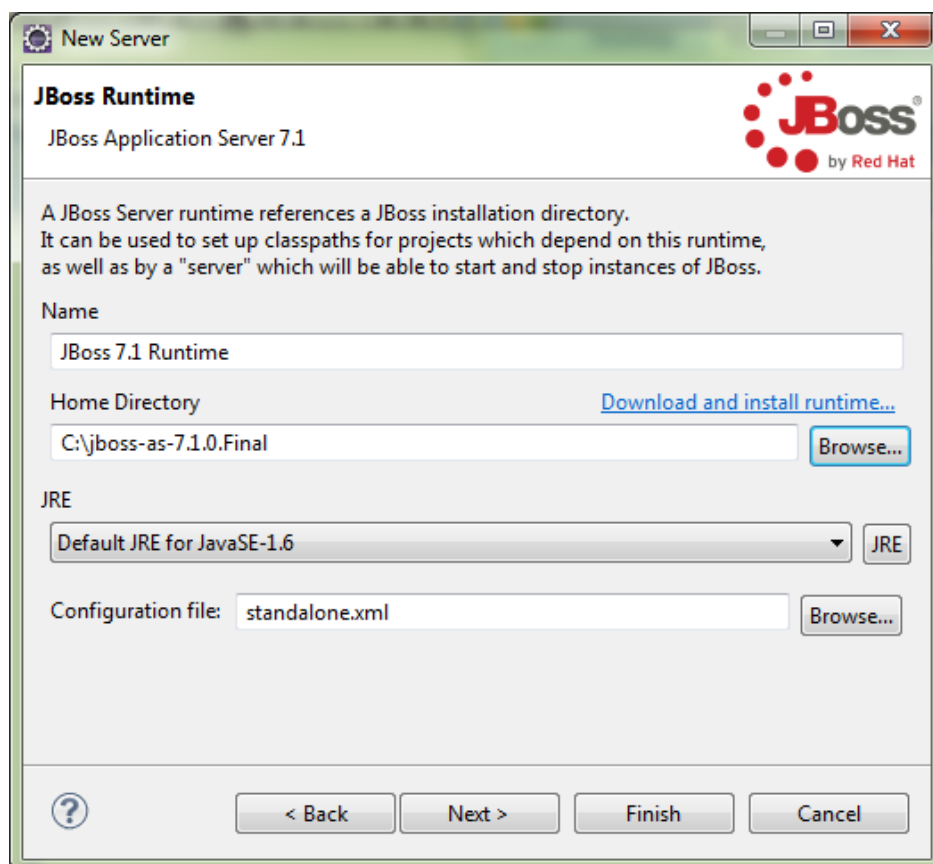 New Server
JBoss Runtime
JBoss Application Server 7.1
JBoss®
by Red Hat
A JBoss Server runtime references a JBoss installation directory.
It can be used to set up classpaths for projects which depend on this runtime,
as well as by a "server" which will be able to start and stop instances of JBoss.
Name
JBoss 7.1 Runtime
Home Directory
Download and install runtime...
C:\jboss-as-7.1.0.Final
Browse...
JRE
Default JRE for JavaSE-1.6
JRE
Configuration file:
standalone.xml
Browse...
?
< Back
Next >
Finish
Cancel